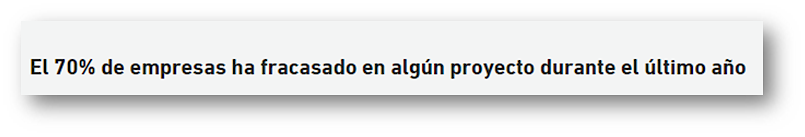 El 70% de empresas ha fracasado en algún proyecto durante el último año